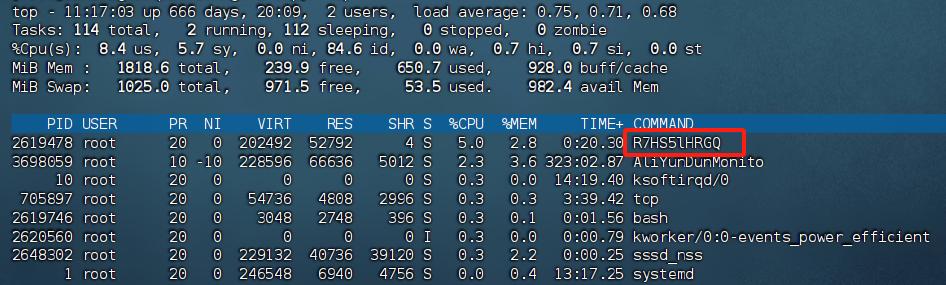 top - 11:17:03 up 666 days, 20:09,  2 users,  load average: 0.75, 0.71, 0.68
Tasks: 114 total,   2 running, 112 sleeping,   0 stopped,   0 zombie
%Cpu(s):  8.4 us,  5.7 sy,  0.0 ni, 84.6 id,  0.0 wa,  0.7 hi,  0.7 si,  0.0 st
MiB Mem :   1818.6 total,    239.9 free,    650.7 used,    928.0 buff/cache
MiB Swap:   1025.0 total,    971.5 free,     53.5 used.    982.4 avail Mem
PID USER      PR  NI    VIRT    RES    SHR S  %CPU  %MEM     TIME+ COMMAND
2619478 root      20   0  202492  52792      4 S   5.0   2.8   0:20.30 R7HS5lHRGQ
3698059 root      10 -10  228596  66636   5012 S   2.3   3.6 323:02.87 AliYunDunMonito
10 root      20   0       0      0      0 S   0.3   0.0  14:19.40 ksoftirqd/0
705897 root      20   0   54736   4808   2996 S   0.3   0.3   3:39.42 top
2619746 root      20   0    3048   2748    396 S   0.3   0.1   0:01.56 bash
2620560 root      20   0       0      0      0 I   0.3   0.0   0:00.79 kworker/0:0-events_power_efficient
2648302 root      20   0  229132  40736  39120 S   0.3   2.2   0:00.25 sssd_nss
1 root      20   0  246548   6940   4756 S   0.0   0.4  13:17.25 systemd